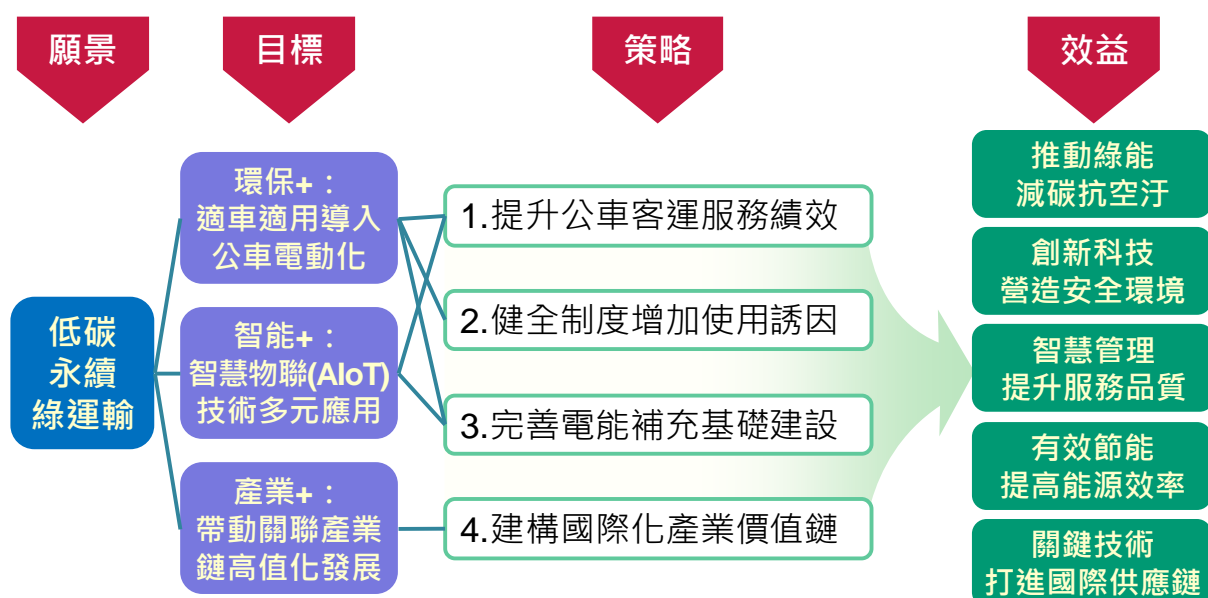 願景
目標
策略
效益
低碳
永續
綠運輸
環保+：
適車適用導入
公車電動化
智能+：
智慧物聯(AIoT)
技術多元應用
產業+：
帶動關聯產業
鏈高值化發展
1.提升公車客運服務績效
2.健全制度增加使用誘因
3.完善電能補充基礎建設
4.建構國際化產業價值鏈
推動綠能
減碳抗空汙
創新科技
營造安全環境
智慧管理
提升服務品質
有效節能
提高能源效率
關鍵技術
打進國際供應鏈